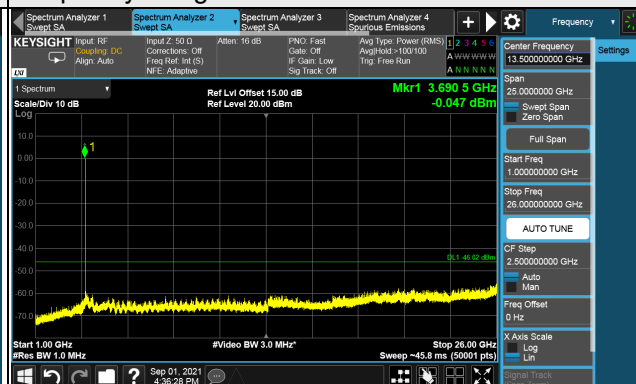 Spectrum Analyzer 1
Swept SA
Spectrum Analyzer 2
Swept SA
Spectrum Analyzer 3
Swept SA
Spectrum Analyzer 4
Spurious Emissions
Frequency
KEYSIGHT
Input: RF
Coupling: DC
Align: Auto
Input Z: 50 Ω
Corrections: Off
Freq Ref: Int (S)
NFE: Adaptive
Atten: 16 dB
PNO: Fast
Gate: Off
IF Gain: Low
Sig Track: Off
Avg Type: Power (RMS)
Avg|Hold:>100/100
Trig: Free Run
1 2 3 4 5 6
A W W W W W
A N N N N N
LXI
1 Spectrum
Scale/Div 10 dB
Log
Ref Lvl Offset 15.00 dB
Ref Level 20.00 dBm
Mkr1 3.690 5 GHz
-0.047 dBm
10.0
0.00
-10.0
-20.0
-30.0
-40.0
-50.0
-60.0
-70.0
1
DL1 -46.02 dBm
Start 1.00 GHz
#Res BW 1.0 MHz
#Video BW 3.0 MHz*
Stop 26.00 GHz
Sweep ~45.8 ms (50001 pts)
Sep 01, 2021
4:36:28 PM
Center Frequency
13.500000000 GHz
Settings
Span
25.0000000 GHz
Swept Span
Zero Span
Full Span
Start Freq
1.000000000 GHz
Stop Freq
26.000000000 GHz
AUTO TUNE
CF Step
2.500000000 GHz
Auto
Man
Freq Offset
0 Hz
X Axis Scale
Log
Lin
Signal Track